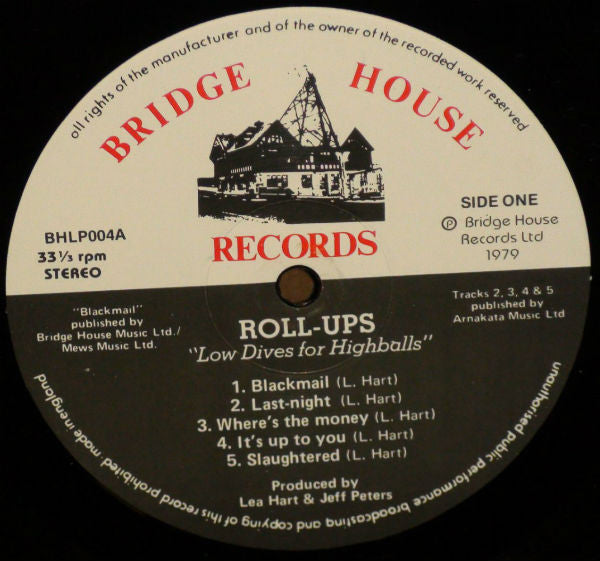 all rights of the manufacturer and of the owner of the recorded work reserved
BRIDGE HOUSE
RECORDS
BHLP004A
33⅓ rpm
STEREO
SIDE ONE
℗ Bridge House
Records Ltd
1979
"Blackmail"
published by
Bridge House Music Ltd./
Mews Music Ltd.
Tracks 2, 3, 4 & 5
published by
Arnakata Music Ltd
ROLL-UPS
"Low Dives for Highballs"
1. Blackmail (L. Hart)
2. Last-night (L. Hart)
3. Where's the money (L. Hart)
4. It's up to you (L. Hart)
5. Slaughtered (L. Hart)
Produced by
Lea Hart & Jeff Peters
unauthorised public performance broadcasting and copying of this record prohibited. made in england